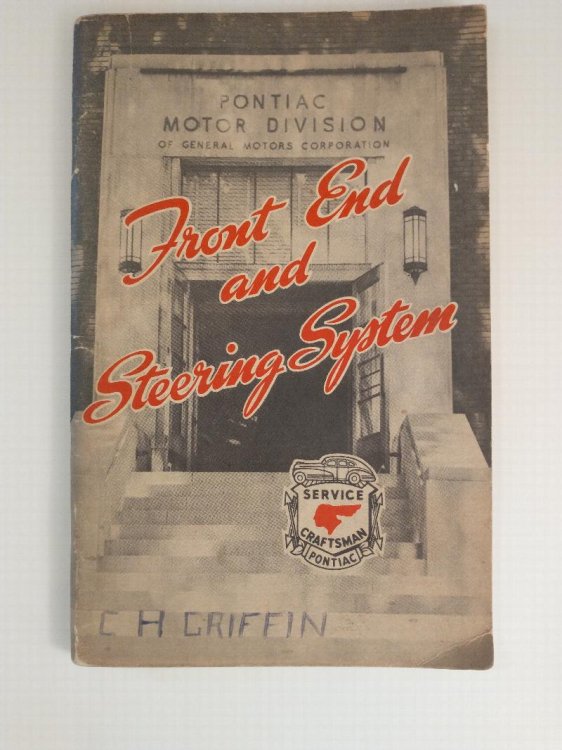 PONTIAC
MOTOR DIVISION
OF GENERAL MOTORS CORPORATION
Front End
and
Steering System
SERVICE
CRAFTSMAN
PONTIAC
C H GRIFFIN